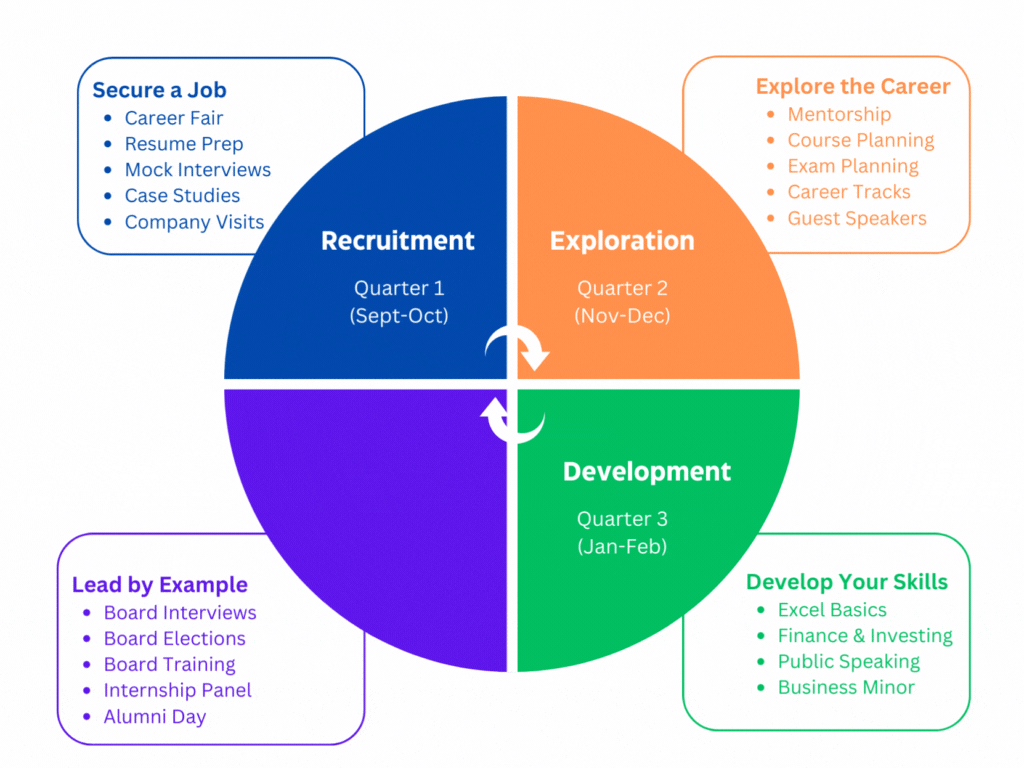 Secure a Job
• Career Fair
• Resume Prep
• Mock Interviews
• Case Studies
• Company Visits
Explore the Career
• Mentorship
• Course Planning
• Exam Planning
• Career Tracks
• Guest Speakers
Recruitment
Quarter 1
(Sept-Oct)
Exploration
Quarter 2
(Nov-Dec)
Development
Quarter 3
(Jan-Feb)
Lead by Example
• Board Interviews
• Board Elections
• Board Training
• Internship Panel
• Alumni Day
Develop Your Skills
• Excel Basics
• Finance & Investing
• Public Speaking
• Business Minor